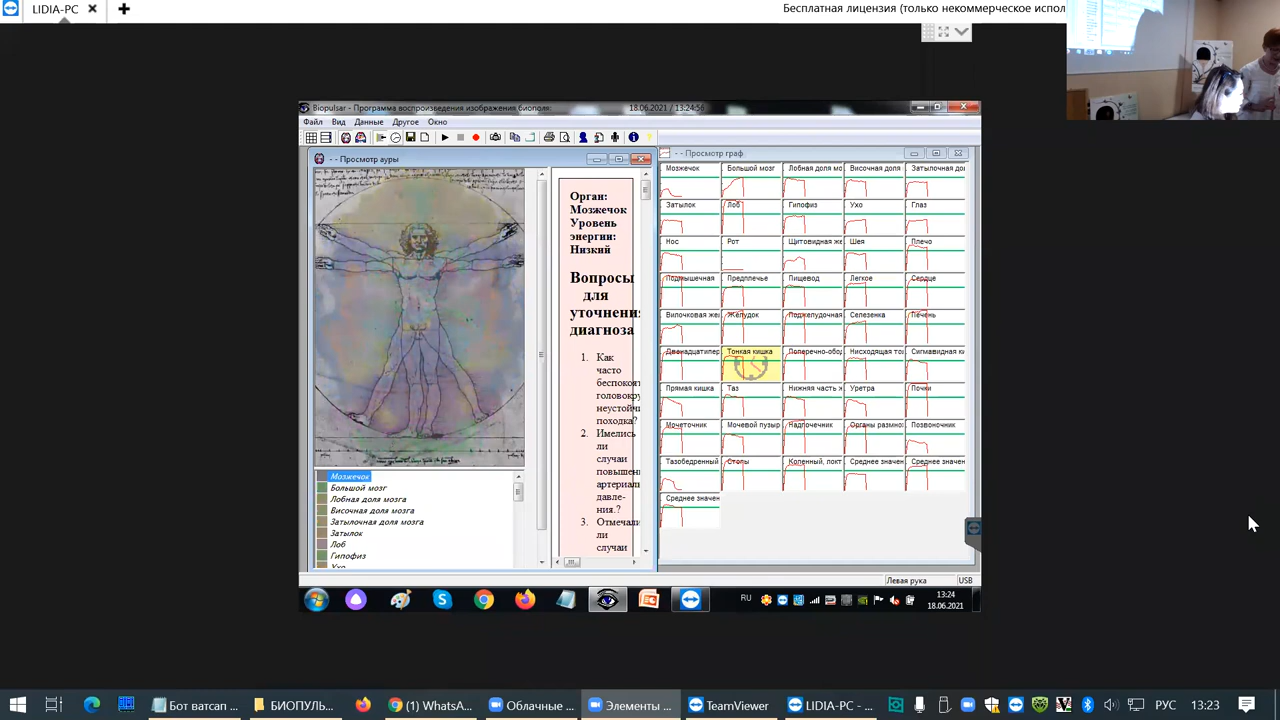 LIDIA-PC
Бесплатная лицензия (только некоммерческое испол
Biopulsar - Программа воспроизведения изображения биополя:
18.06.2021 / 13:24:56
Файл Вид Данные Другое Окно
- - Просмотр ауры
Орган:
Мозжечок
Уровень
энергии:
Низкий
Вопросы
для
уточнени
диагноза
1. Как
часто
беспокоят
головокру
неустойчи
походка?
2. Имелись
ли
случаи
повышени
артериаль
давле-
ния.?
3. Отмечали
ли
случаи
Мозжечок
Большой мозг
Лобная доля мозга
Височная доля мозга
Затылочная доля мозга
Затылок
Лоб
Гипофиз
Ухо
- - Просмотр граф.
Мозжечок Большой мозг Лобная доля м Височная доля Затылочная до
Затылок Лоб Гипофиз Ухо Глаз
Нос Рот Щитовидная же Шея Плечо
Подмышечная Предплечье Пищевод Легкое Сердце
Вилочковая же Желудок Поджелудочная Селезенка Печень
Двенадцатипер Тонкая кишка Поперечно-обо Нисходящая то Сигмавидная ки
Прямая кишка Таз Нижняя часть ж Уретра Почки
Мочеточник Мочевой пузыр Надпочечник Органы размно Позвоночник
Тазобедренный Стопы Коленный, локт Среднее значен Среднее значен
Среднее значен
Левая рука USB
RU
13:24
18.06.2021
Бот ватсап ...
БИОПУЛЬ...
(1) WhatsA...
Облачные ...
Элементы ...
TeamViewer
LIDIA-PC - ...
РУС
13:23